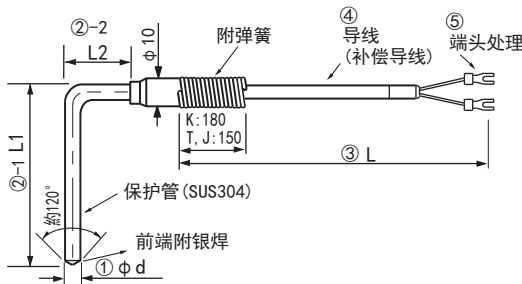 ②-2
L2
φ10
附弹簧
④
导线
(补偿导线)
⑤
端头处理
K:180
T,J:150
③ L
②-1 L1
約120°
保护管(SUS304)
前端附银焊
① φd